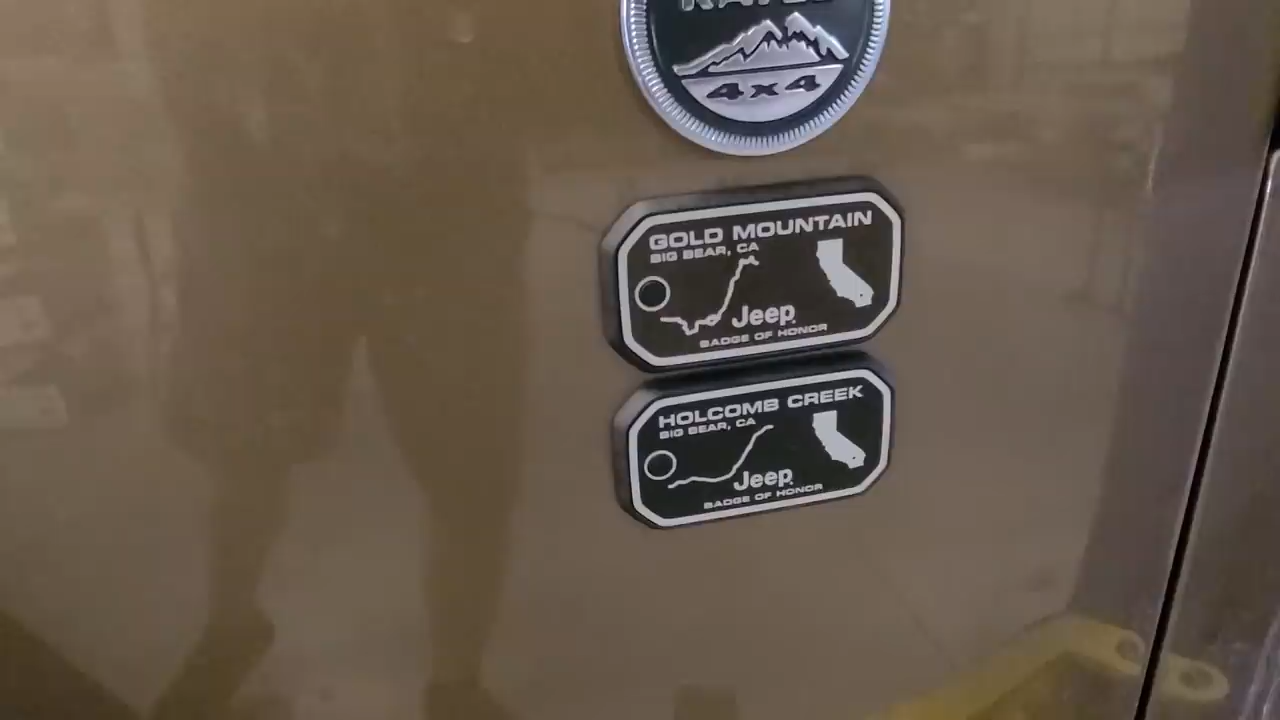 4x4
GOLD MOUNTAIN
BIG BEAR, CA
Jeep
BADGE OF HONOR
HOLCOMB CREEK
BIG BEAR, CA
Jeep
BADGE OF HONOR